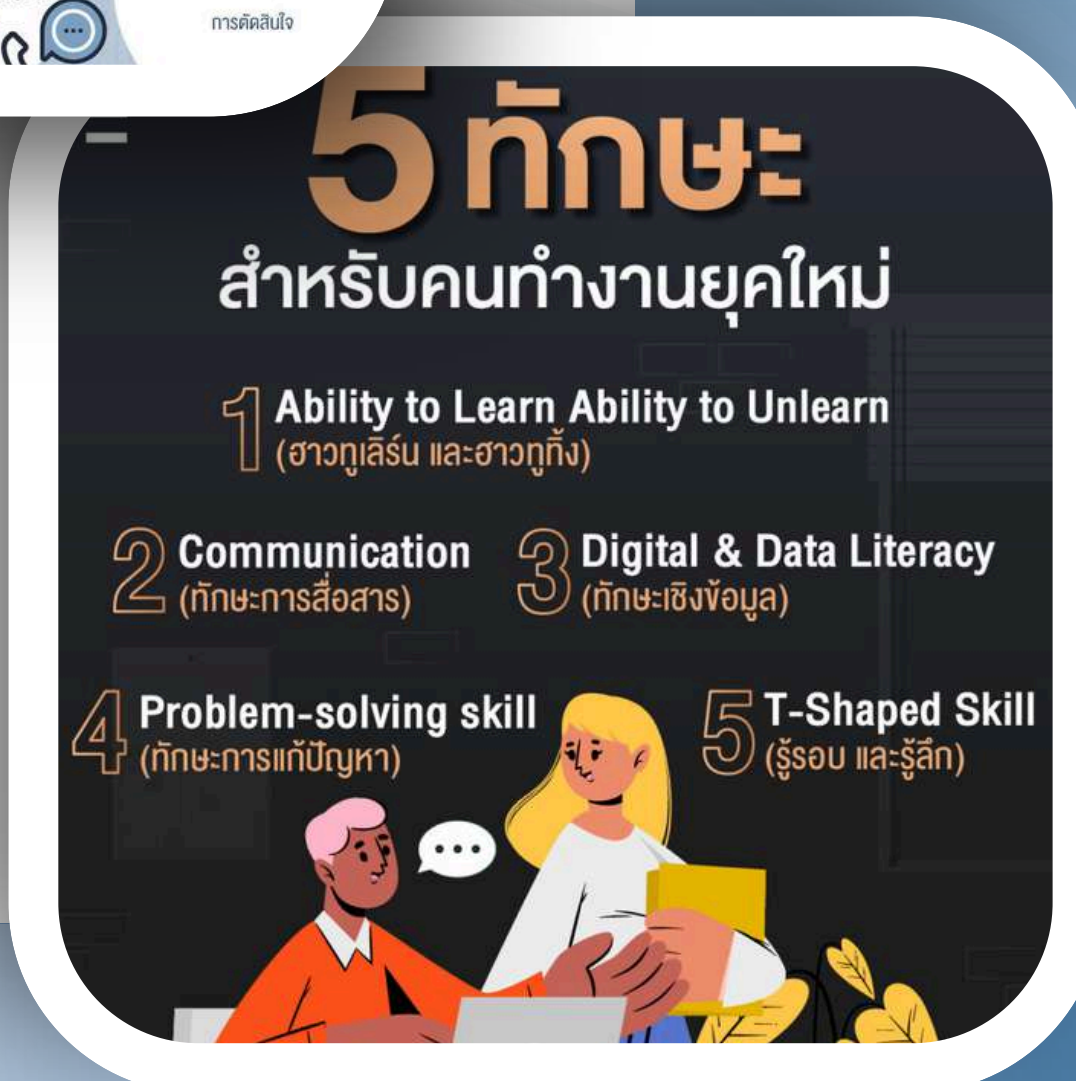 การตัดสินใจ
5 ทักษะ
สำหรับคนทำงานยุคใหม่
1 Ability to Learn Ability to Unlearn
(ฮาวทูเลิร์น และฮาวทูทิ้ง)
2 Communication
(ทักษะการสื่อสาร)
3 Digital & Data Literacy
(ทักษะเชิงข้อมูล)
4 Problem-solving skill
(ทักษะการแก้ปัญหา)
5 T-Shaped Skill
(รู้รอบ และรู้ลึก)